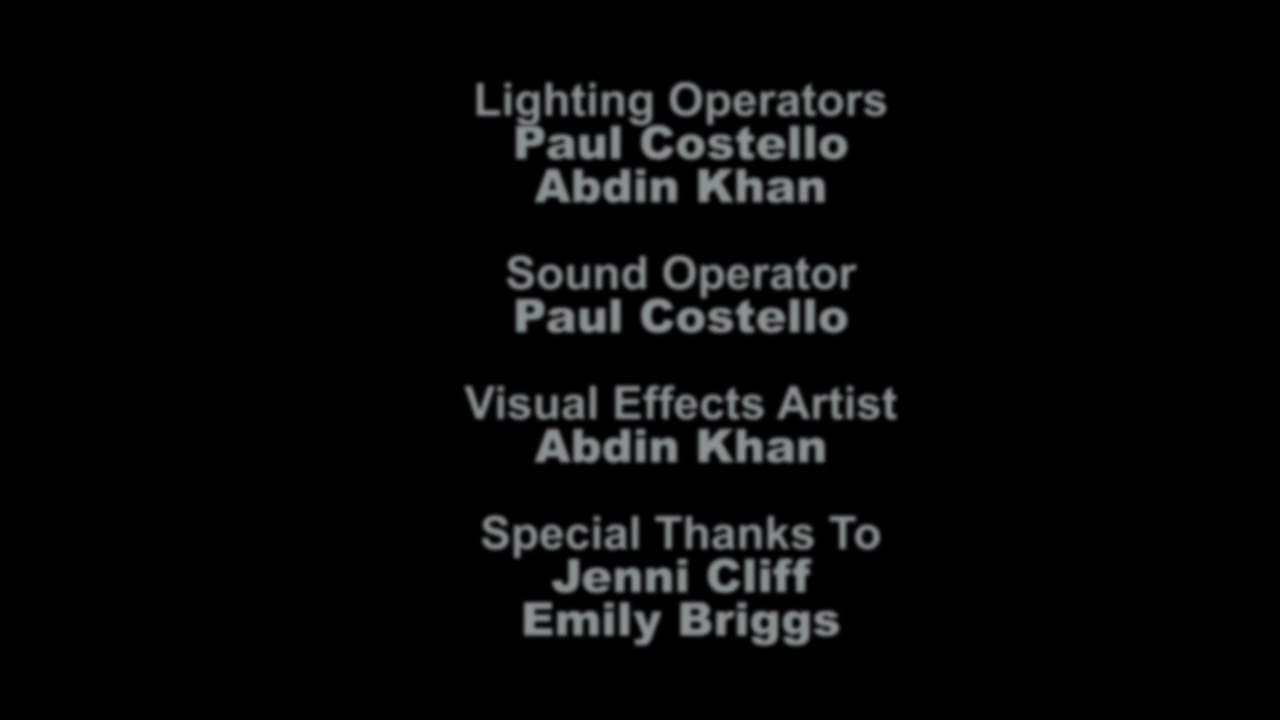 Lighting Operators
Paul Costello
Abdin Khan
Sound Operator
Paul Costello
Visual Effects Artist
Abdin Khan
Special Thanks To
Jenni Cliff
Emily Briggs